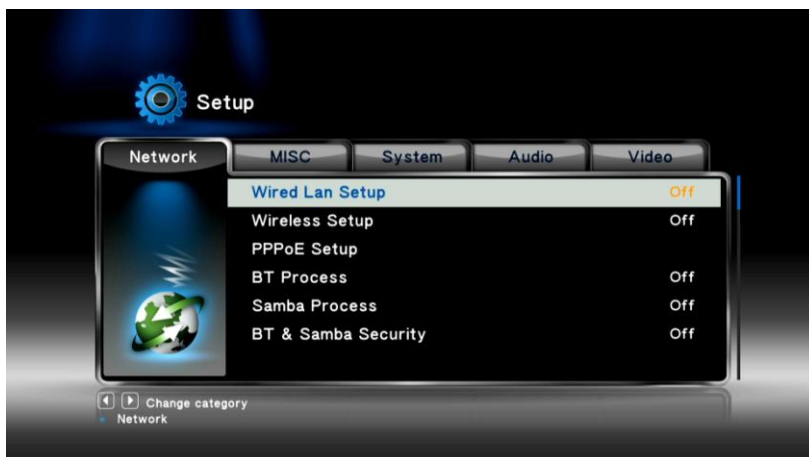 Setup
Network MISC System Audio Video
Wired Lan Setup Off
Wireless Setup Off
PPPoE Setup
BT Process Off
Samba Process Off
BT & Samba Security Off
Change category
Network